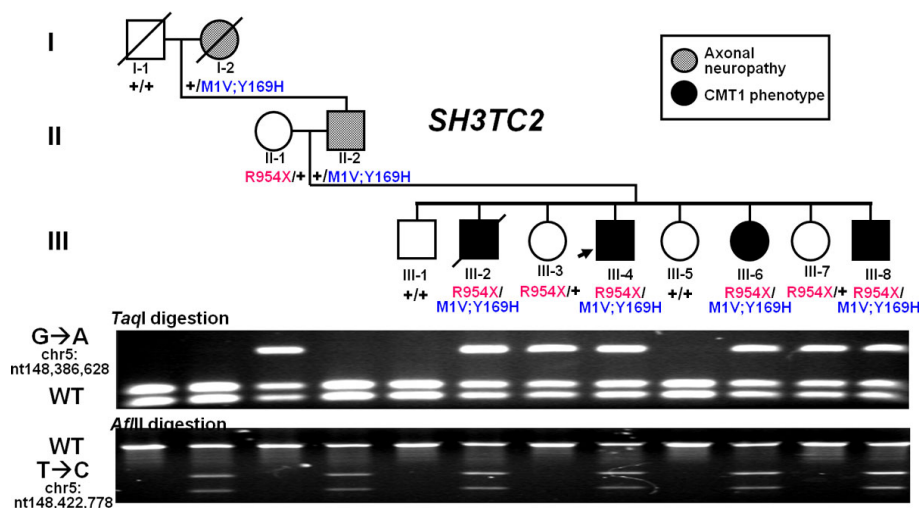 I
I-1
I-2
+/+
+/M1V;Y169H
Axonal
neuropathy
CMT1 phenotype
SH3TC2
II
II-1
II-2
R954X/+
+/M1V;Y169H
III
III-1
III-2
III-3
III-4
III-5
III-6
III-7
III-8
+/+
R954X/
M1V;Y169H
R954X/+
R954X/
M1V;Y169H
+/+
R954X/
M1V;Y169H
R954X/+
R954X/
M1V;Y169H
TaqI digestion
G→A
chr5:
nt148,386,628
WT
AflII digestion
WT
T→C
chr5:
nt148,422,778